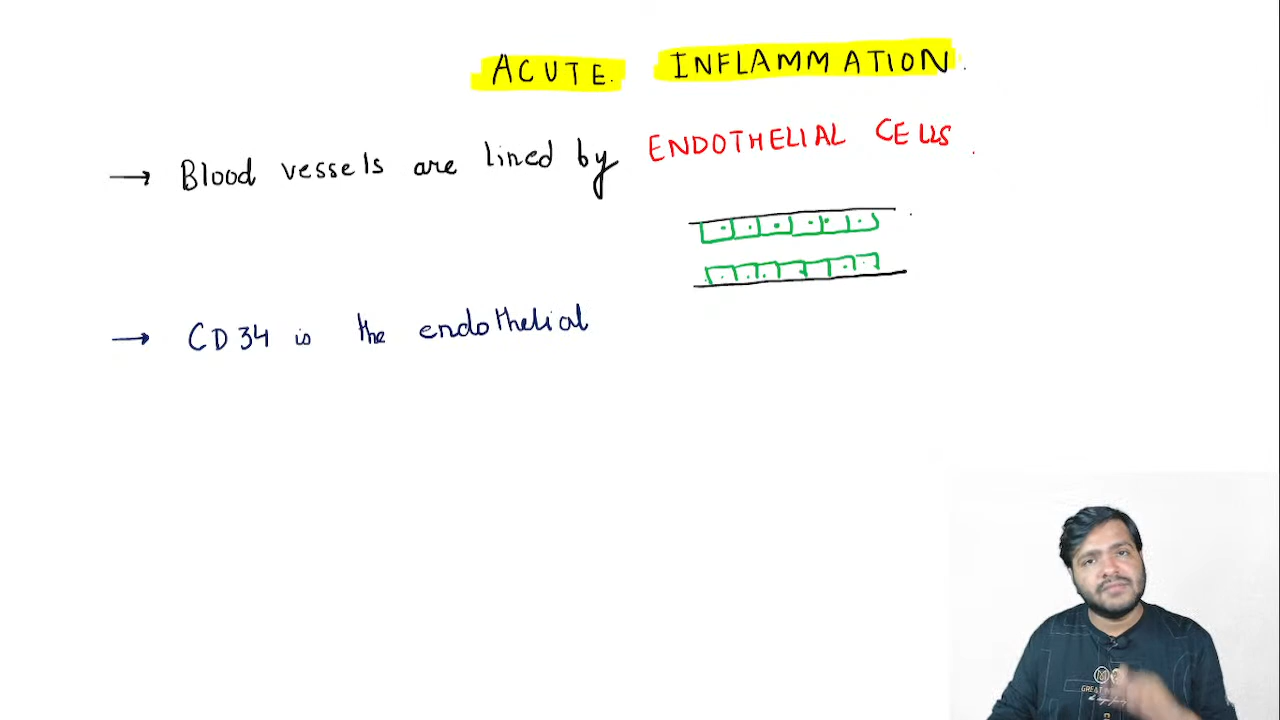 ACUTE. INFLAMMATION.
→ Blood vessels are lined by ENDOTHELIAL CELLS.
→ CD34 is the endothelial